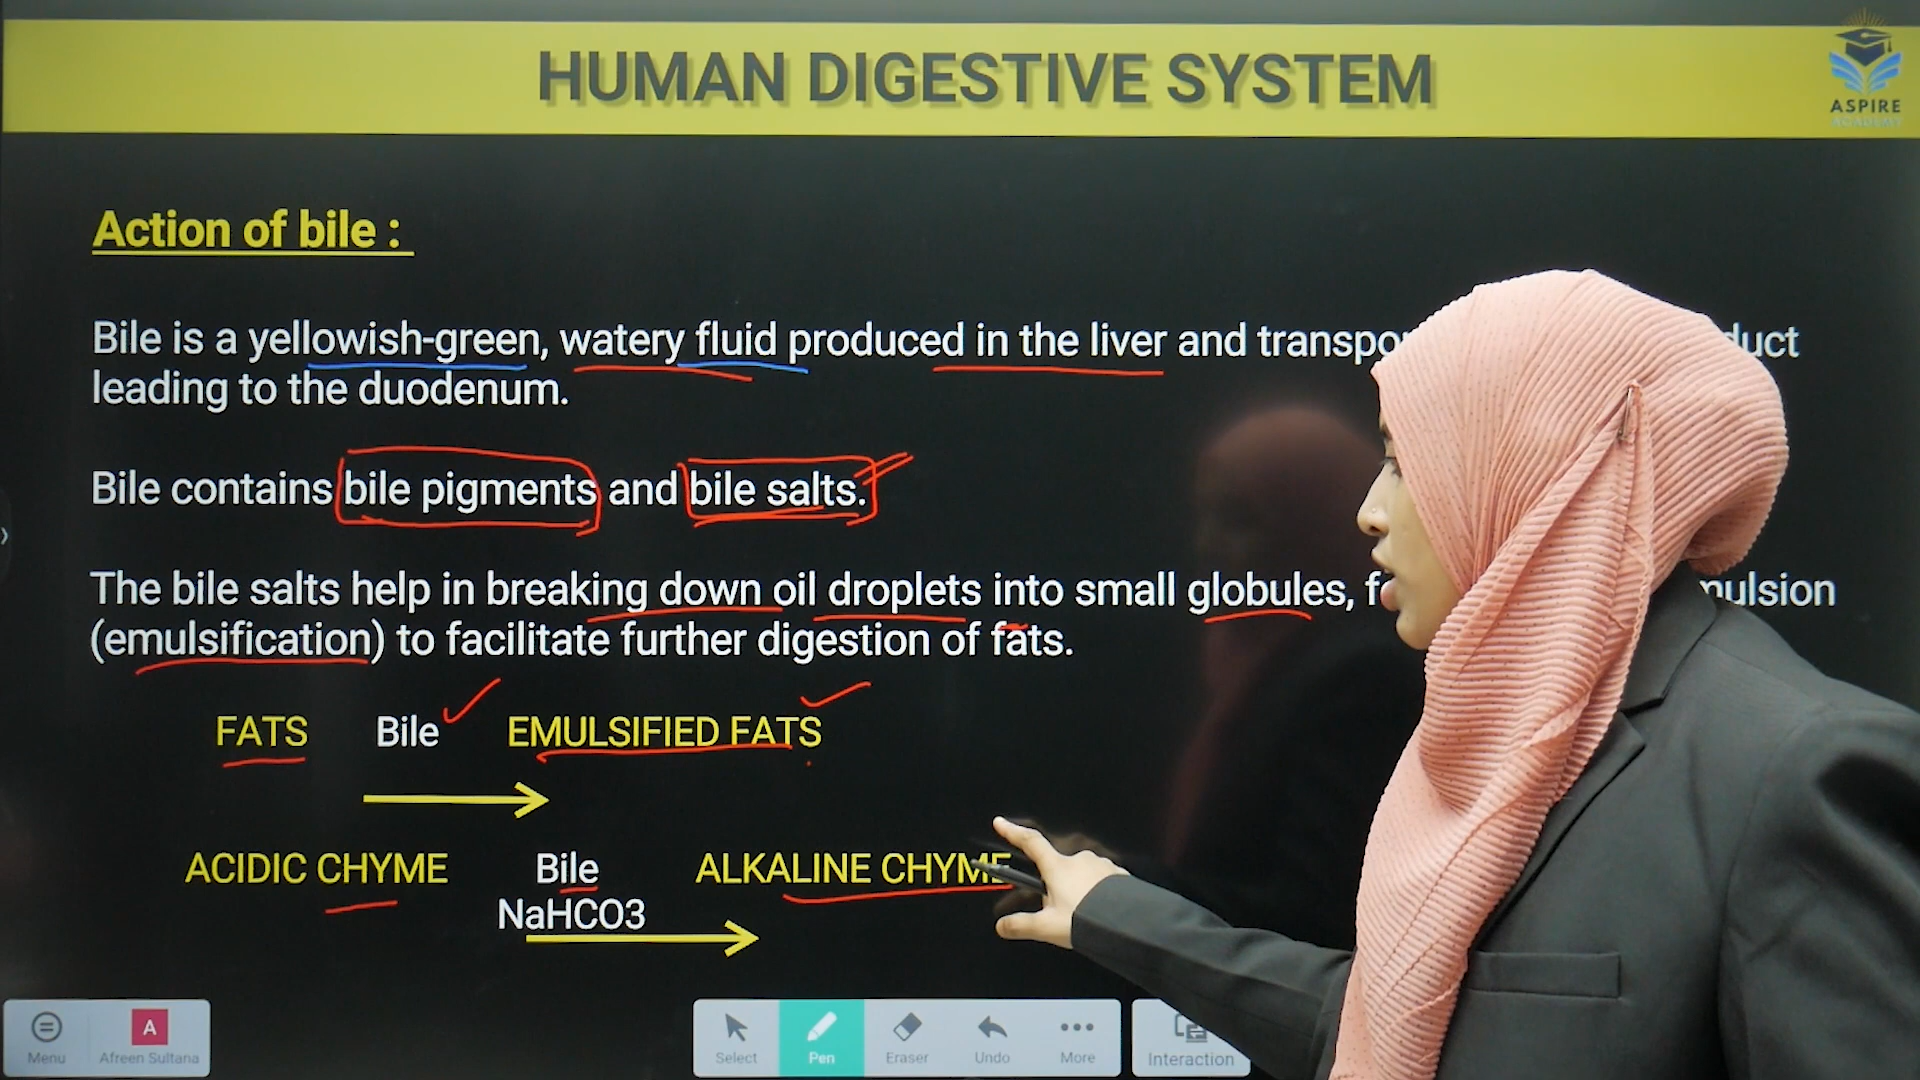 HUMAN DIGESTIVE SYSTEM
ASPIRE
ACADEMY
Action of bile :
Bile is a yellowish-green, watery fluid produced in the liver and duct
leading to the duodenum.
Bile contains bile pigments and bile salts.
The bile salts help in breaking down oil droplets into small globules,
(emulsification) to facilitate further digestion of fats.
FATS Bile EMULSIFIED FATS
ACIDIC CHYME Bile ALKALINE CHYME
NaHCO3
A
Menu Afreen Sultana Select Pen Eraser Undo More Interaction